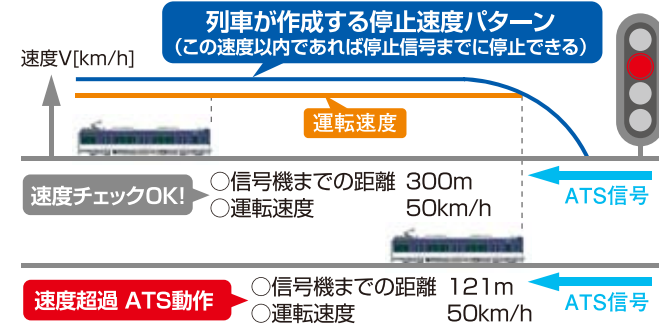 列車が作成する停止速度パターン
（この速度以内であれば停止信号までに停止できる）
速度V[km/h]
運転速度
速度チェックOK!
○信号機までの距離 300m
○運転速度 50km/h
ATS信号
速度超過 ATS動作
○信号機までの距離 121m
○運転速度 50km/h
ATS信号